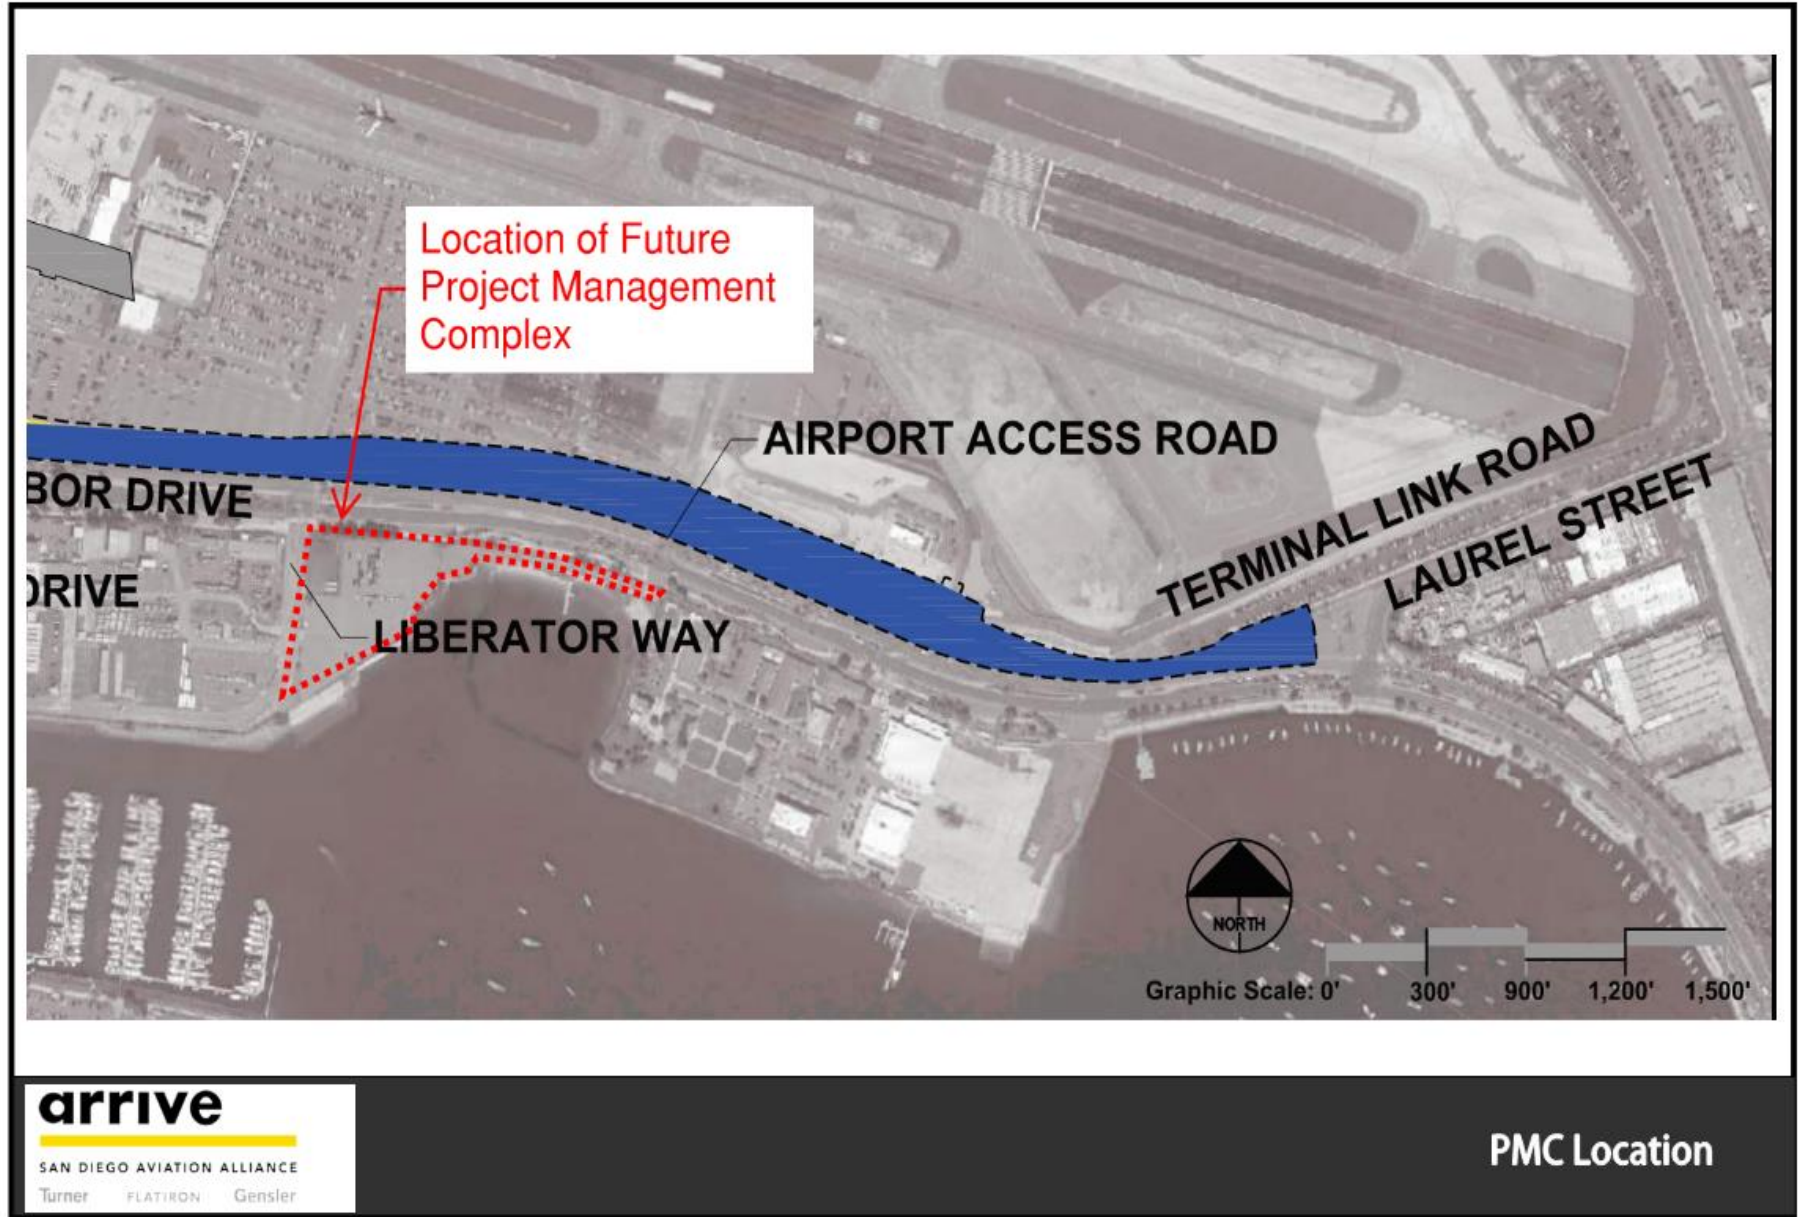 Location of Future
Project Management
Complex
AIRPORT ACCESS ROAD
BOR DRIVE
TERMINAL LINK ROAD
LAUREL STREET
DRIVE
LIBERATOR WAY
NORTH
Graphic Scale: 0' 300' 900' 1,200' 1,500'
arrive
SAN DIEGO AVIATION ALLIANCE
Turner FLATIRON Gensler
PMC Location